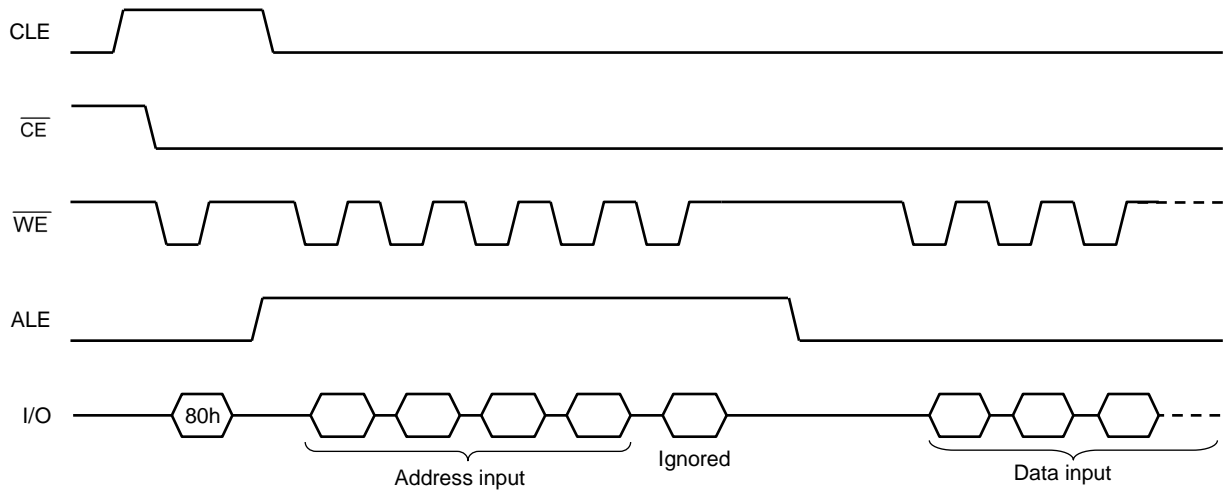 CLE
CE
WE
ALE
I/O
80h
Address input
Ignored
Data input